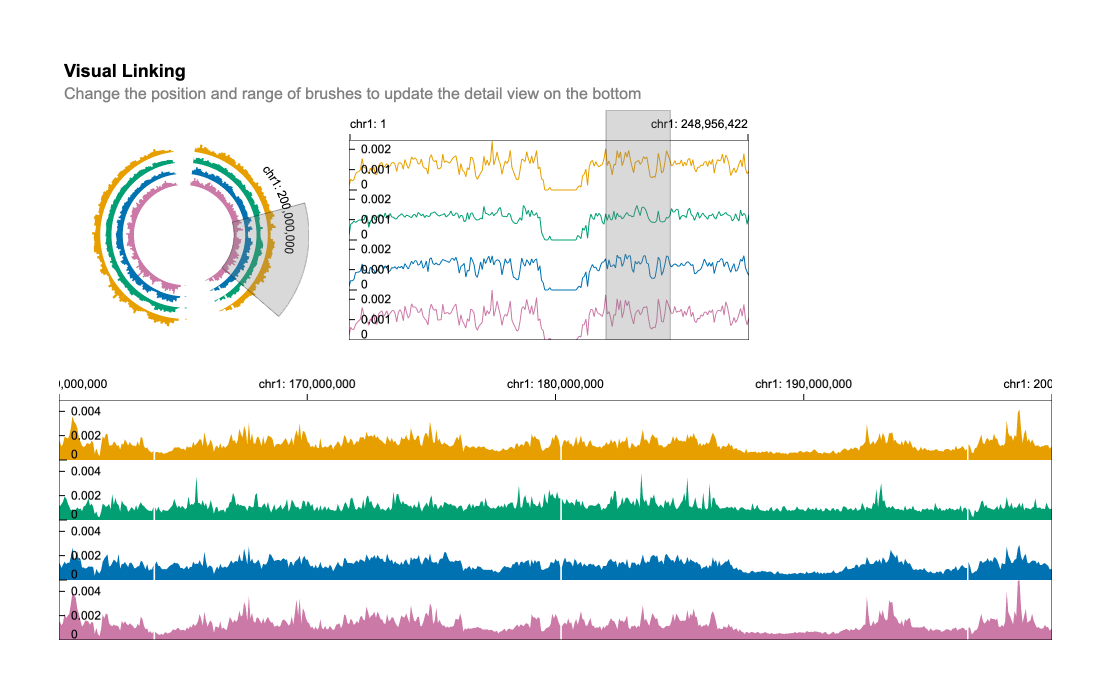 Visual Linking
Change the position and range of brushes to update the detail view on the bottom
chr1: 200,000,000
chr1: 1
chr1: 248,956,422
0.002
0.001
0
0.002
0.001
0
0.002
0.001
0
0.002
0.001
0
0,000,000
chr1: 170,000,000
chr1: 180,000,000
chr1: 190,000,000
chr1: 200
0.004
0.002
0
0.004
0.002
0
0.004
0.002
0
0.004
0.002
0